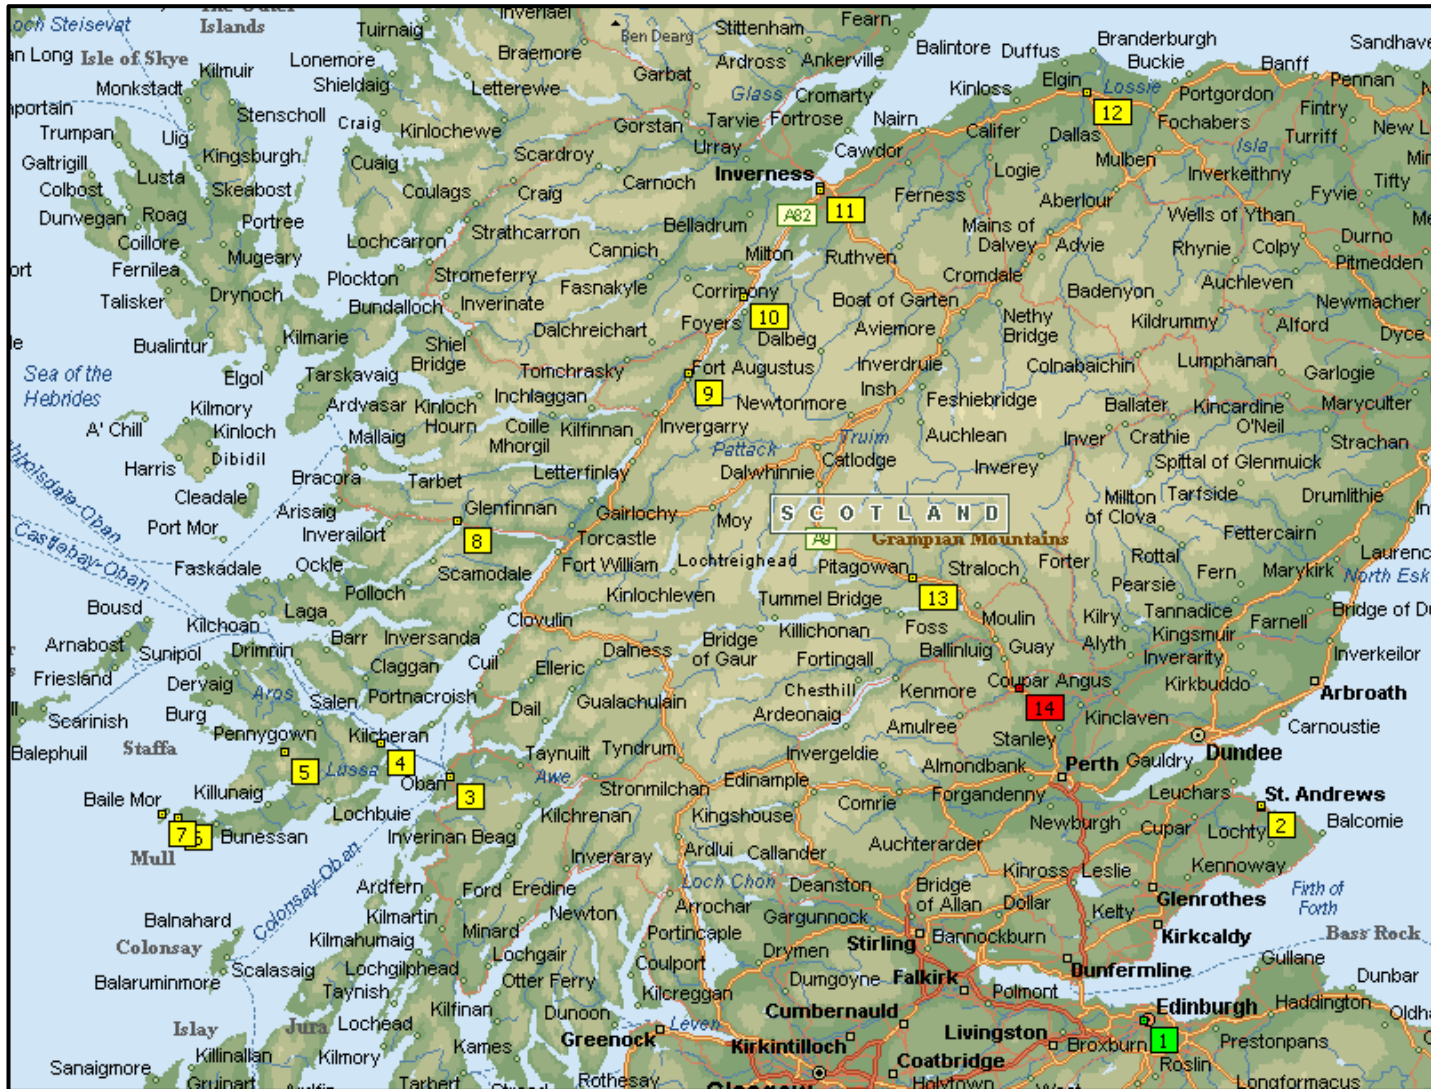 The Outer
Islands
Loch Steisevat
an Long
Isle of Skye
Kilmuir
Monkstadt
Stenscholl
Trumpan
Uig
Gattrigill
Kingsburgh
Lusta
Colbost
Skeabost
Dunvegan
Roag
Portree
Coillore
Mugeary
ort
Fernilea
Talisker
Drynoch
Bualintur
Kilmarie
Elgol
Sea of the
Hebrides
Tuirnaig
Lonemore
Shieldaig
Craig
Cuaig
Lochcarron
Plockton
Bundalloch
Inverlael
Braemore
Letterewe
Kinlochewe
Scardroy
Coulags
Craig
Carnoch
Strathcarron
Stromeferry
Cannich
Inverinate
Fasnakyle
Dalchreichart
Shiel
Bridge
Ben Dearg
Garbat
Gorstan
Stittenham
Fearn
Ardross
Ankerville
Glass
Cromarty
Tarvie
Fortrose
Urray
Inverness
Belladrum
A82
11
Milton
Ruthven
Corrimony
10
Foyers
Dalbeg
Balintore
Duffus
Branderburgh
Buckie
Banff
Sandhave
Elgin
Lossie
Pennan
Kinloss
12
Portgordon
Fintry
Nairn
Califer
Dallas
Fochabers
Turriff
New L
Cawdor
Mulben
Isla
Logie
Inverkeithny
Ferness
Aberlour
Fyvie
Tifty
Mains of
Dalvey
Wells of Ythan
Advie
Rhynie
Colpy
Durno
Pitmedden
Cromdale
Auchleven
Boat of Garten
Badenyon
Newmacher
Nethy
Bridge
Kildrummy
Alford
Dyce
Aviemore
Inverdruie
Colnabaichin
Lumphanan
Garlogie
Tomchrasky
Fort Augustus
9
Insh
Tarskavaig
Inchlaggan
Newtonmore
Feshiebridge
Ballater
Kincardine
O'Neil
Maryculter
Kilmory
Ardvasar
Kinloch
Hourn
Coille
Mhorgil
Kilfinnan
Invergarry
A' Chill
Kinloch
Mallaig
Pattack
Truim
Auchlean
Inver
Crathie
Strachan
Harris
Dibidil
Letterfinlay
Dalwhinnie
Catlodge
Inverey
Spittal of Glenmuick
Bracora
Tarbet
Cleadale
Millton
of Clova
Tarfside
Drumlithie
Port Mor
Arisaig
Glenfinnan
Gairlochy
Moy
SCOTLAND
Fettercairn
Inverailort
8
Torcastle
A9
Grampian Mountains
Laurenc
Castlebay-Oban
Faskadale
Ockle
Scamodale
Fort William
Lochtreighead
Pitagowan
Straloch
Forter
Rottal
Marykirk
North Esk
Fern
Pearsie
Bousd
Laga
Polloch
Kinlochleven
Tummel Bridge
13
Moulin
Kilry
Tannadice
Bridge of Du
Kilchoan
Clovulin
Killichonan
Foss
Guay
Alyth
Kingsmuir
Farnell
Arnabost
Sunipol
Drimnin
Barr
Inversanda
Dalness
Bridge
of Gaur
Ballinluig
Inverarity
Inverkeilor
Friesland
Dervaig
Claggan
Cuil
Elleric
Fortingall
Kirkbuddo
Aros
Salen
Portnacroish
Gualachulain
Chesthill
Kenmore
Coupar Angus
Arbroath
Scarinish
Burg
Dail
Ardeonaig
Amulree
14
Kinclaven
Carnoustie
Balephuil
Staffa
Pennygown
Kilcheran
Taynuilt
Tyndrum
Invergeldie
Stanley
Dundee
5
Lussa
4
Oban
Awe
Edinample
Almondbank
Perth
Gauldry
3
Stronmilchan
Baile Mor
Killunaig
Lochbuie
Kilchrenan
Kingshouse
Comrie
Forgandenny
Leuchars
St. Andrews
7
6
Bunessan
Inverinan Beag
Newburgh
Cupar
Lochty
2
Balcomie
Mull
Inveraray
Ardlui
Callander
Auchterarder
Kennoway
Colonsay-Oban
Ardfern
Ford
Eredine
Loch Chon
Deanston
Bridge
of Allan
Kinross
Leslie
Firth of
Forth
Glenrothes
Balnahard
Kilmartin
Newton
Arrochar
Gargunnock
Dollar
Kelty
Colonsay
Kilmahumaig
Minard
Portincaple
Stirling
Bannockburn
Kirkcaldy
Bass Rock
Lochgair
Drymen
Scalasaig
Lochgilphead
Coulport
Dunfermline
Gullane
Balaruminmore
Taynish
Otter Ferry
Dumgoyne
Falkirk
Polmont
Dunbar
Kilfinan
Kilcreggan
Islay
Jura
Lochead
Dunoon
Leven
Cumbernauld
Edinburgh
Haddington
Greenock
Kirkintilloch
Livingston
1
Oldha
Killinallan
Kilmory
Kames
Broxburn
Prestonpans
Sanaigmore
Coatbridge
Roslin
Gruinart
Tarbert
Rothesay
Glasgow
Holytown
Longformacus